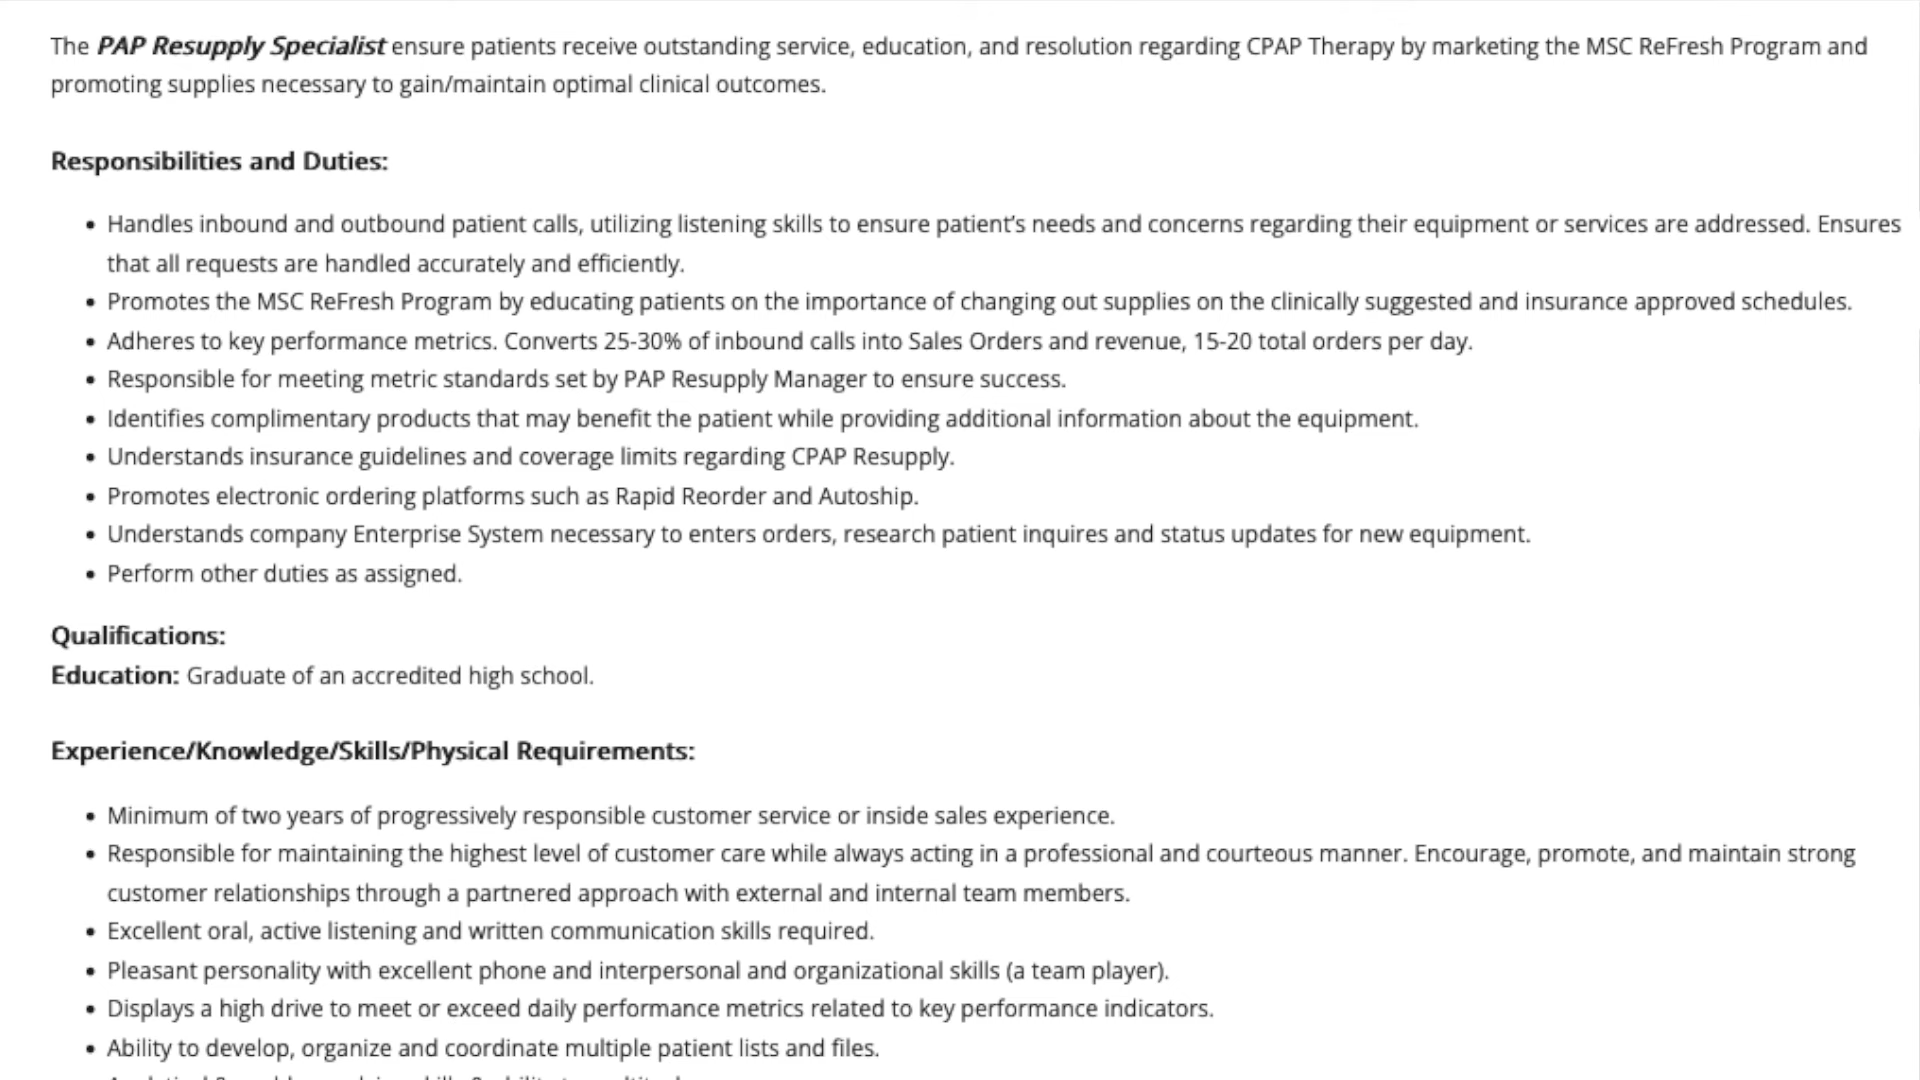 The PAP Resupply Specialist ensure patients receive outstanding service, education, and resolution regarding CPAP Therapy by marketing the MSC ReFresh Program and
promoting supplies necessary to gain/maintain optimal clinical outcomes.
Responsibilities and Duties:
• Handles inbound and outbound patient calls, utilizing listening skills to ensure patient’s needs and concerns regarding their equipment or services are addressed. Ensures
that all requests are handled accurately and efficiently.
• Promotes the MSC ReFresh Program by educating patients on the importance of changing out supplies on the clinically suggested and insurance approved schedules.
• Adheres to key performance metrics. Converts 25-30% of inbound calls into Sales Orders and revenue, 15-20 total orders per day.
• Responsible for meeting metric standards set by PAP Resupply Manager to ensure success.
• Identifies complimentary products that may benefit the patient while providing additional information about the equipment.
• Understands insurance guidelines and coverage limits regarding CPAP Resupply.
• Promotes electronic ordering platforms such as Rapid Reorder and Autoship.
• Understands company Enterprise System necessary to enters orders, research patient inquires and status updates for new equipment.
• Perform other duties as assigned.
Qualifications:
Education: Graduate of an accredited high school.
Experience/Knowledge/Skills/Physical Requirements:
• Minimum of two years of progressively responsible customer service or inside sales experience.
• Responsible for maintaining the highest level of customer care while always acting in a professional and courteous manner. Encourage, promote, and maintain strong
customer relationships through a partnered approach with external and internal team members.
• Excellent oral, active listening and written communication skills required.
• Pleasant personality with excellent phone and interpersonal and organizational skills (a team player).
• Displays a high drive to meet or exceed daily performance metrics related to key performance indicators.
• Ability to develop, organize and coordinate multiple patient lists and files.